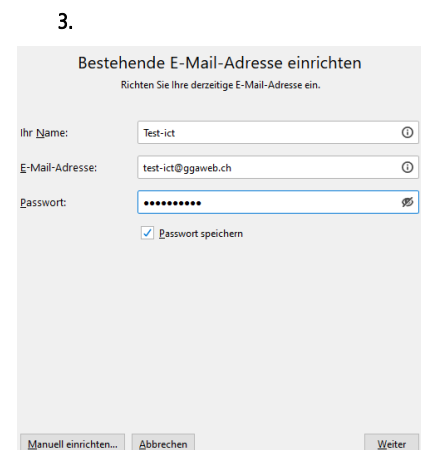 3.
Bestehende E-Mail-Adresse einrichten
Richten Sie Ihre derzeitige E-Mail-Adresse ein.
Ihr Name: Test-ict
E-Mail-Adresse: test-ict@ggaweb.ch
Passwort: ••••••••••
Passwort speichern
Manuell einrichten... Abbrechen Weiter